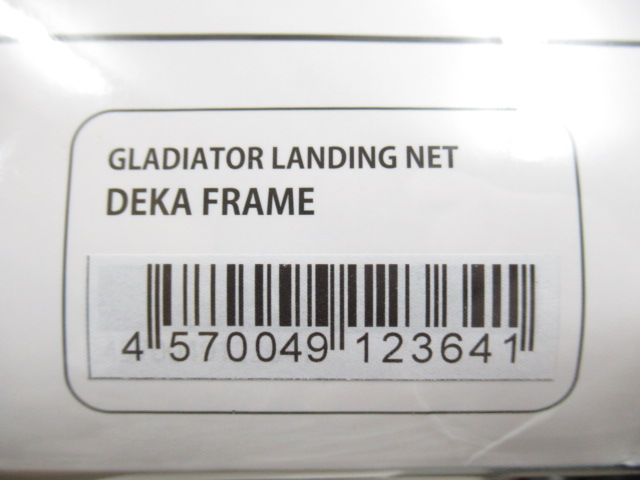 GLADIATOR LANDING NET
DEKA FRAME
4 570049 123641